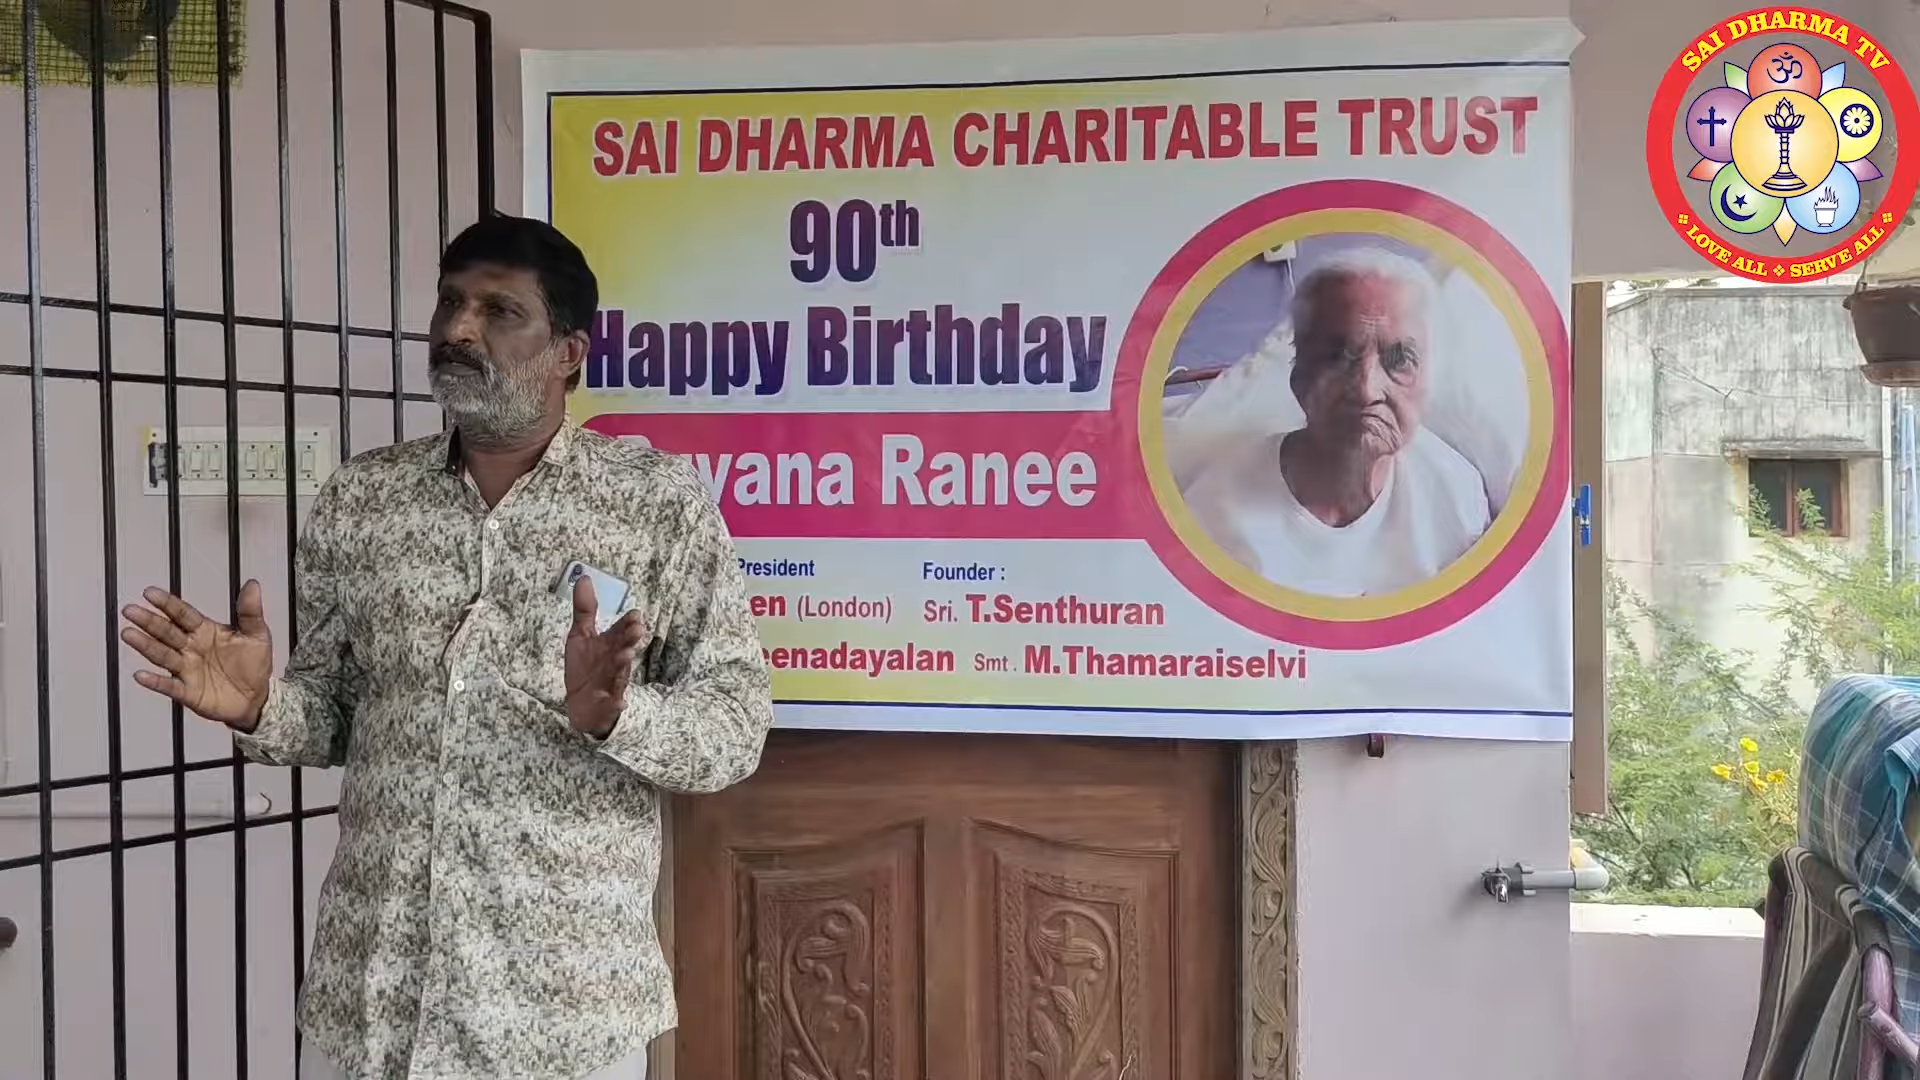 SAI DHARMA TV
LOVE ALL ❖ SERVE ALL
SAI DHARMA CHARITABLE TRUST
90th
Happy Birthday
Ranee
President
Founder :
(London)
Sri. T.Senthuran
Smt . M.Thamaraiselvi